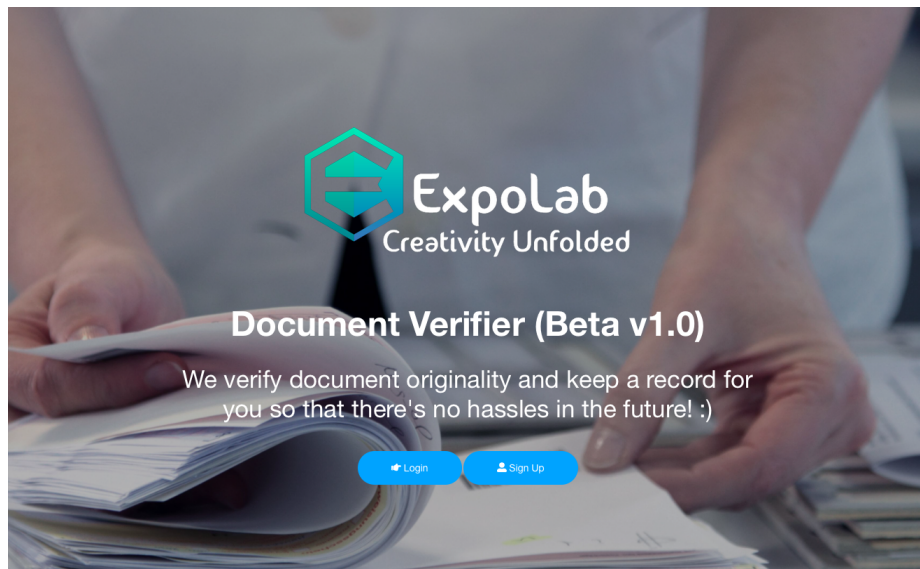 ExpoLab
Creativity Unfolded
Document Verifier (Beta v1.0)
We verify document originality and keep a record for
you so that there's no hassles in the future! :)
Login
Sign Up